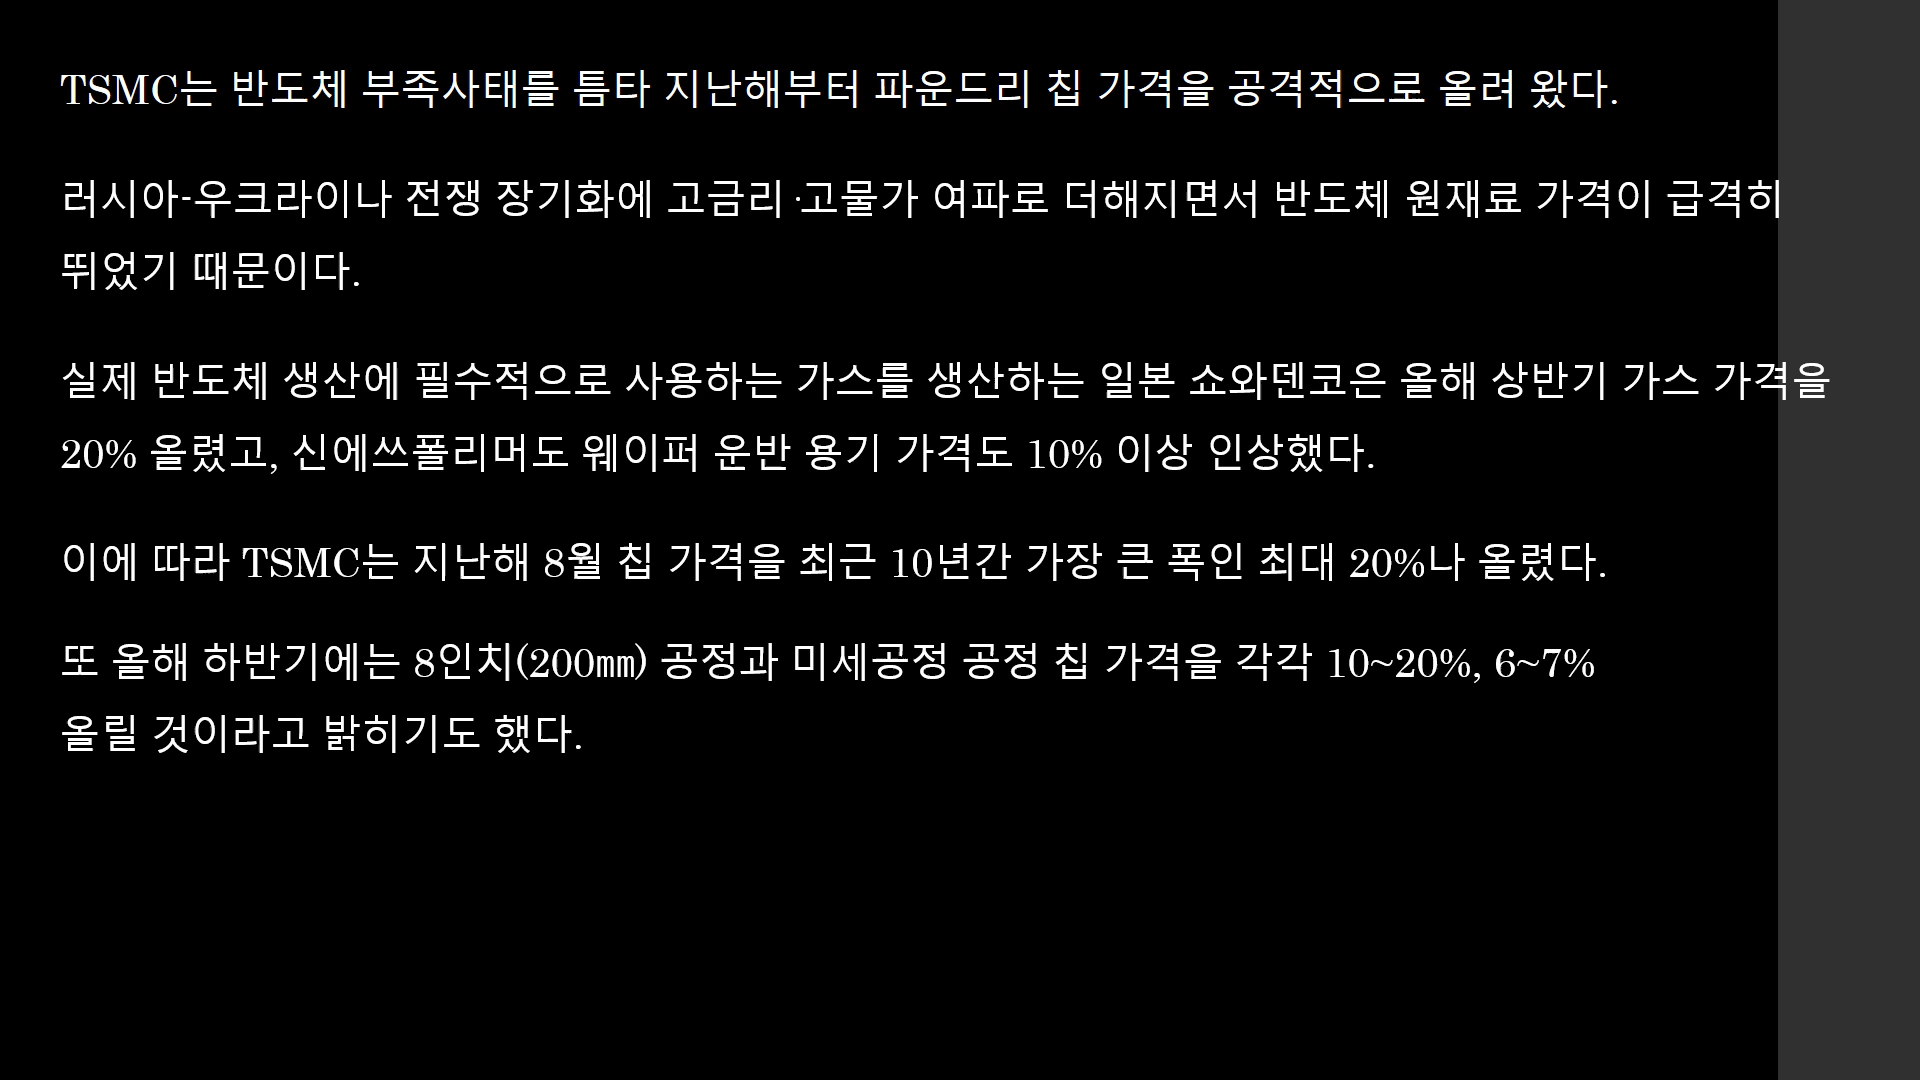 TSMC는 반도체 부족사태를 틈타 지난해부터 파운드리 칩 가격을 공격적으로 올려 왔다.
러시아-우크라이나 전쟁 장기화에 고금리·고물가 여파로 더해지면서 반도체 원재료 가격이 급격히
뛰었기 때문이다.
실제 반도체 생산에 필수적으로 사용하는 가스를 생산하는 일본 쇼와덴코은 올해 상반기 가스 가격을
20% 올렸고, 신에쓰폴리머도 웨이퍼 운반 용기 가격도 10% 이상 인상했다.
이에 따라 TSMC는 지난해 8월 칩 가격을 최근 10년간 가장 큰 폭인 최대 20%나 올렸다.
또 올해 하반기에는 8인치(200㎜) 공정과 미세공정 공정 칩 가격을 각각 10~20%, 6~7%
올릴 것이라고 밝히기도 했다.